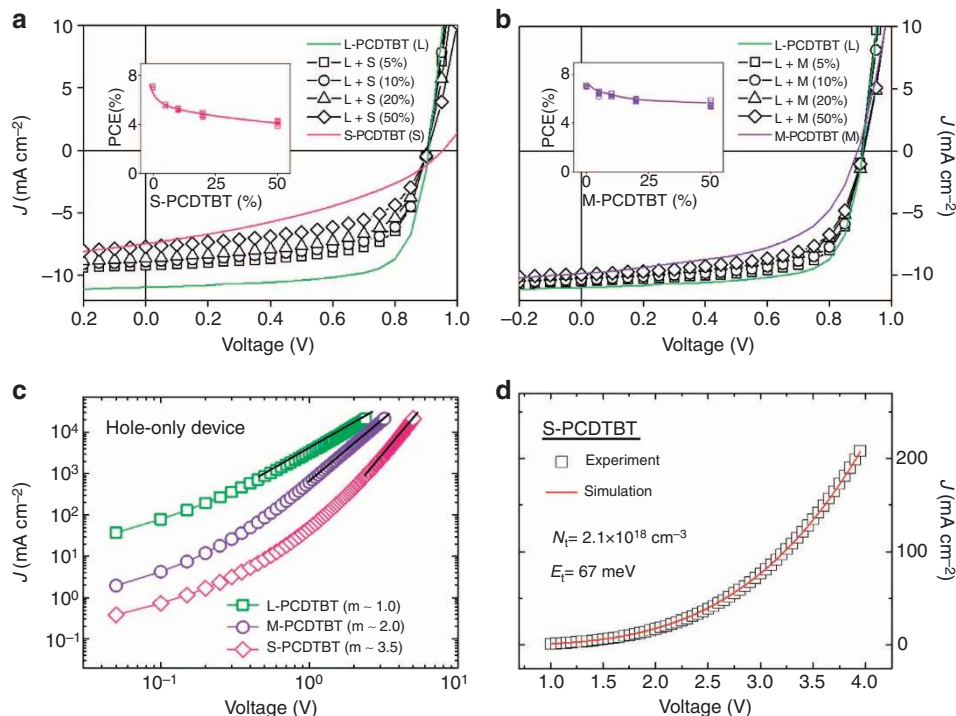 a
10
5
0
−5
−10
J (mA cm⁻²)
L-PCDTBT (L)
L + S (5%)
L + S (10%)
L + S (20%)
L + S (50%)
S-PCDTBT (S)
8
4
0
PCE(%)
0 25 50
S-PCDTBT (%)
0.2 0.0 0.2 0.4 0.6 0.8 1.0
Voltage (V)
b
L-PCDTBT (L)
L + M (5%)
L + M (10%)
L + M (20%)
L + M (50%)
M-PCDTBT (M)
8
4
0
PCE(%)
0 25 50
M-PCDTBT (%)
10
5
0
−5
−10
J (mA cm⁻²)
−0.2 0.0 0.2 0.4 0.6 0.8 1.0
Voltage (V)
c
Hole-only device
10⁴
10³
10²
10¹
10⁰
10⁻¹
J (mA cm⁻²)
L-PCDTBT (m ~ 1.0)
M-PCDTBT (m ~ 2.0)
S-PCDTBT (m ~ 3.5)
10⁻¹ 10⁰ 10¹
Voltage (V)
d
S-PCDTBT
Experiment
Simulation
Nₜ= 2.1×10¹⁸ cm⁻³
Eₜ= 67 meV
200
100
0
J (mA cm⁻²)
1.0 1.5 2.0 2.5 3.0 3.5 4.0
Voltage (V)